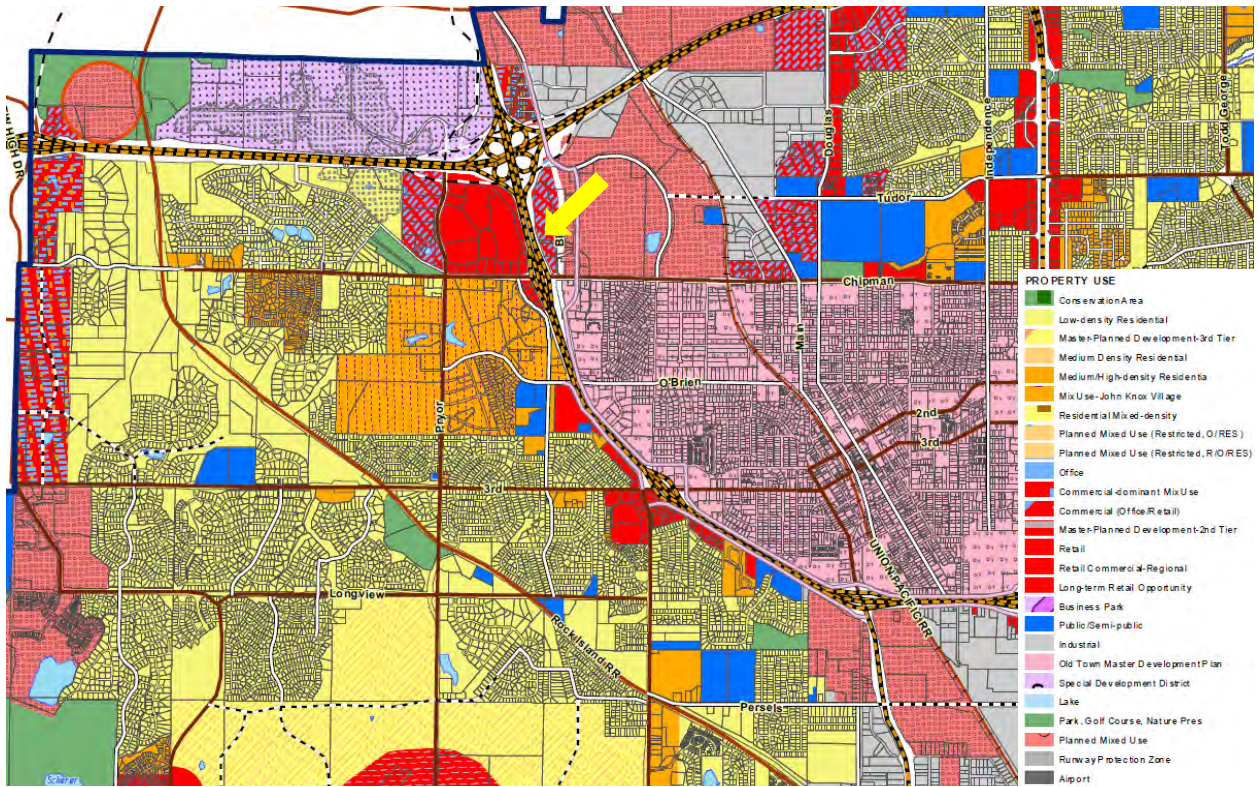 HIGH DR
Douglas
Independence
Todd George
Tudor
Chipman
Main
O'Brien
Pryor
2nd
3rd
3rd
UNION PACIFIC RR
Longview
Rock Island RR
Persels
Scherer
PROPERTY USE
Conservation Area
Low-density Residential
Master-Planned Development-3rd Tier
Medium Density Residential
Medium/High-density Residentia
Mix Use-John Knox Village
Residential Mixed-density
Planned Mixed Use (Restricted, O/RES)
Planned Mixed Use (Restricted, R/O/RES)
Office
Commercial-dominant Mix Use
Commercial (Office/Retail)
Master-Planned Development-2nd Tier
Retail
Retail Commercial-Regional
Long-term Retail Opportunity
Business Park
Public/Semi-public
Industrial
Old Town Master Development Plan
Special Development District
Lake
Park, Golf Course, Nature Pres
Planned Mixed Use
Runway Protection Zone
Airport